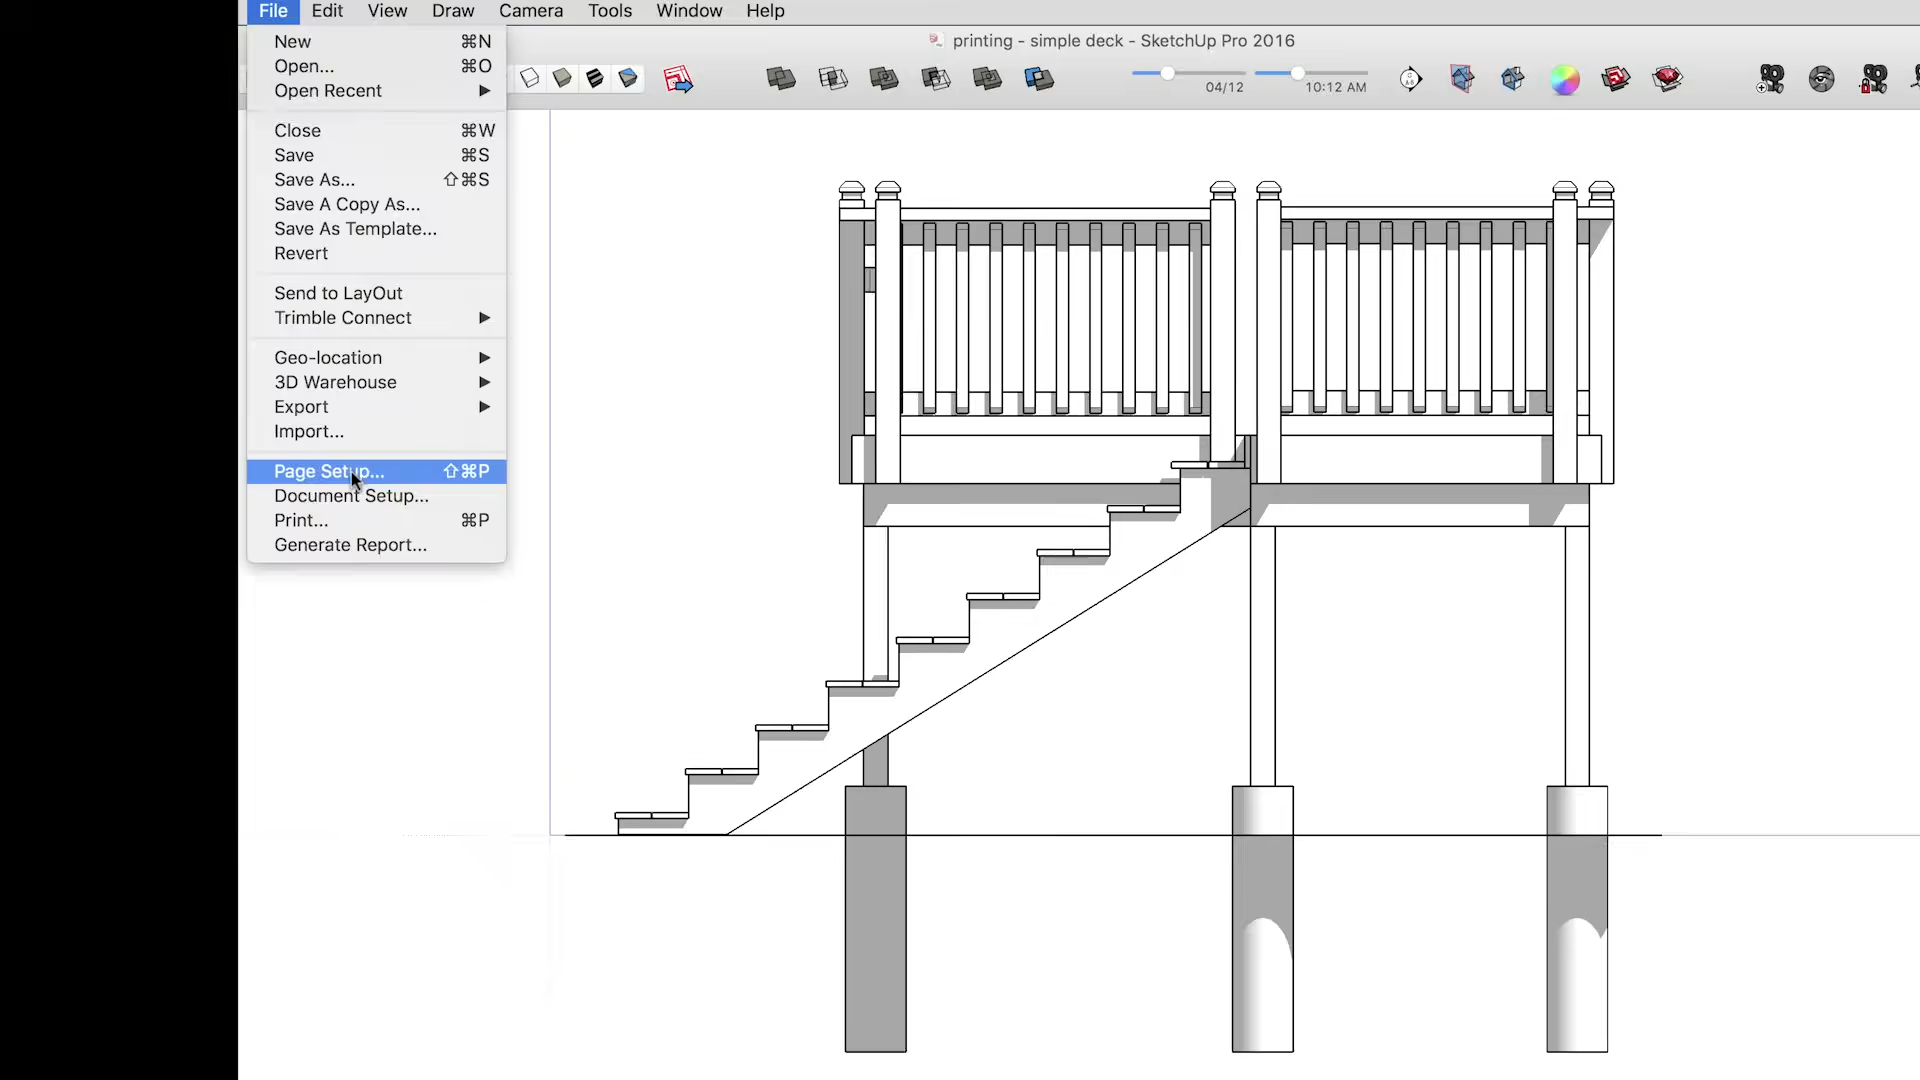 File Edit View Draw Camera Tools Window Help
printing - simple deck - SketchUp Pro 2016
04/12 10:12 AM
New ⌘N
Open... ⌘O
Open Recent ▶
Close ⌘W
Save ⌘S
Save As... ⇧⌘S
Save A Copy As...
Save As Template...
Revert
Send to LayOut
Trimble Connect ▶
Geo-location ▶
3D Warehouse ▶
Export ▶
Import...
Page Setup... ⇧⌘P
Document Setup...
Print... ⌘P
Generate Report...